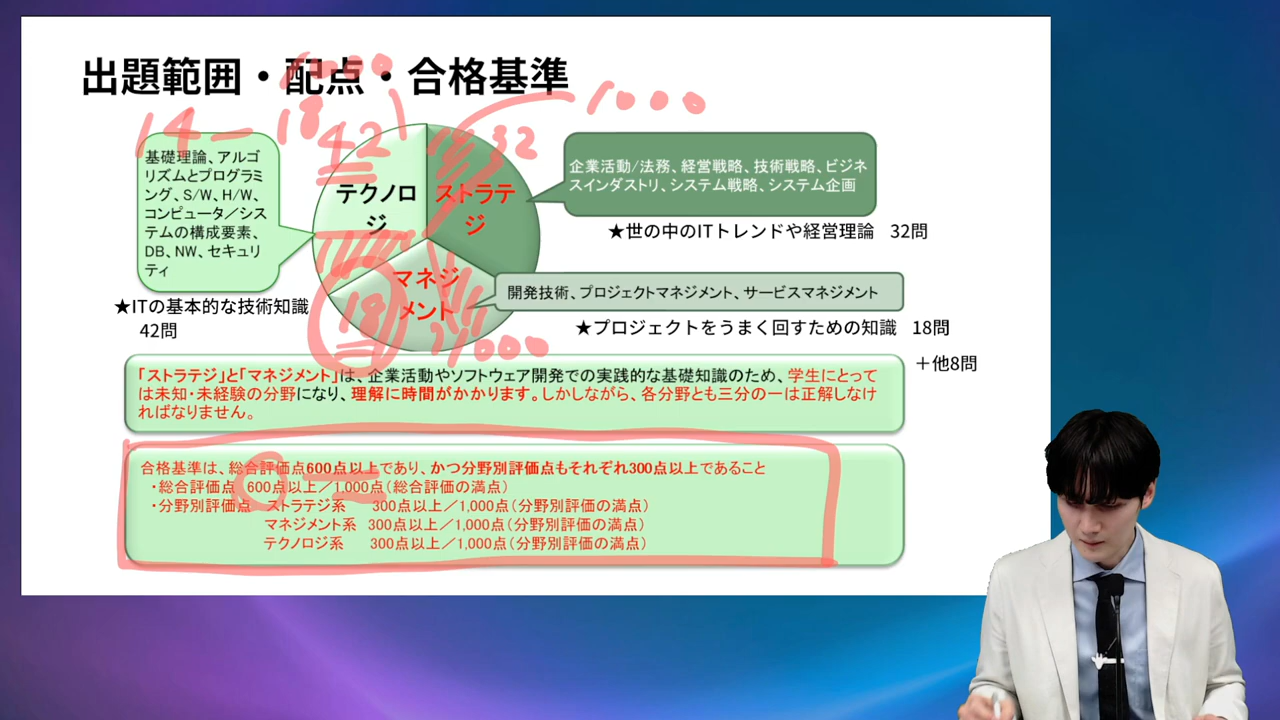 出題範囲・配点・合格基準
1000
1000
14－18
42
32
基礎理論、アルゴ
リズムとプログラミ
ング、S/W、H/W、
コンピュータ／シス
テムの構成要素、
DB、NW、セキュリ
ティ
テクノロ
ジ
ストラテ
ジ
企業活動/法務、経営戦略、技術戦略、ビジネ
スインダストリ、システム戦略、システム企画
★世の中のITトレンドや経営理論 32問
マネジ
メント
18
1000
開発技術、プロジェクトマネジメント、サービスマネジメント
★プロジェクトをうまく回すための知識 18問
★ITの基本的な技術知識
42問
＋他8問
「ストラテジ」と「マネジメント」は、企業活動やソフトウェア開発での実践的な基礎知識のため、学生にとって
は未知・未経験の分野になり、理解に時間がかかります。しかしながら、各分野とも三分の一は正解しなけ
ればなりません。
合格基準は、総合評価点600点以上であり、かつ分野別評価点もそれぞれ300点以上であること
・総合評価点 600点以上／1,000点（総合評価の満点）
・分野別評価点 ストラテジ系 300点以上／1,000点（分野別評価の満点）
マネジメント系 300点以上／1,000点（分野別評価の満点）
テクノロジ系 300点以上／1,000点（分野別評価の満点）